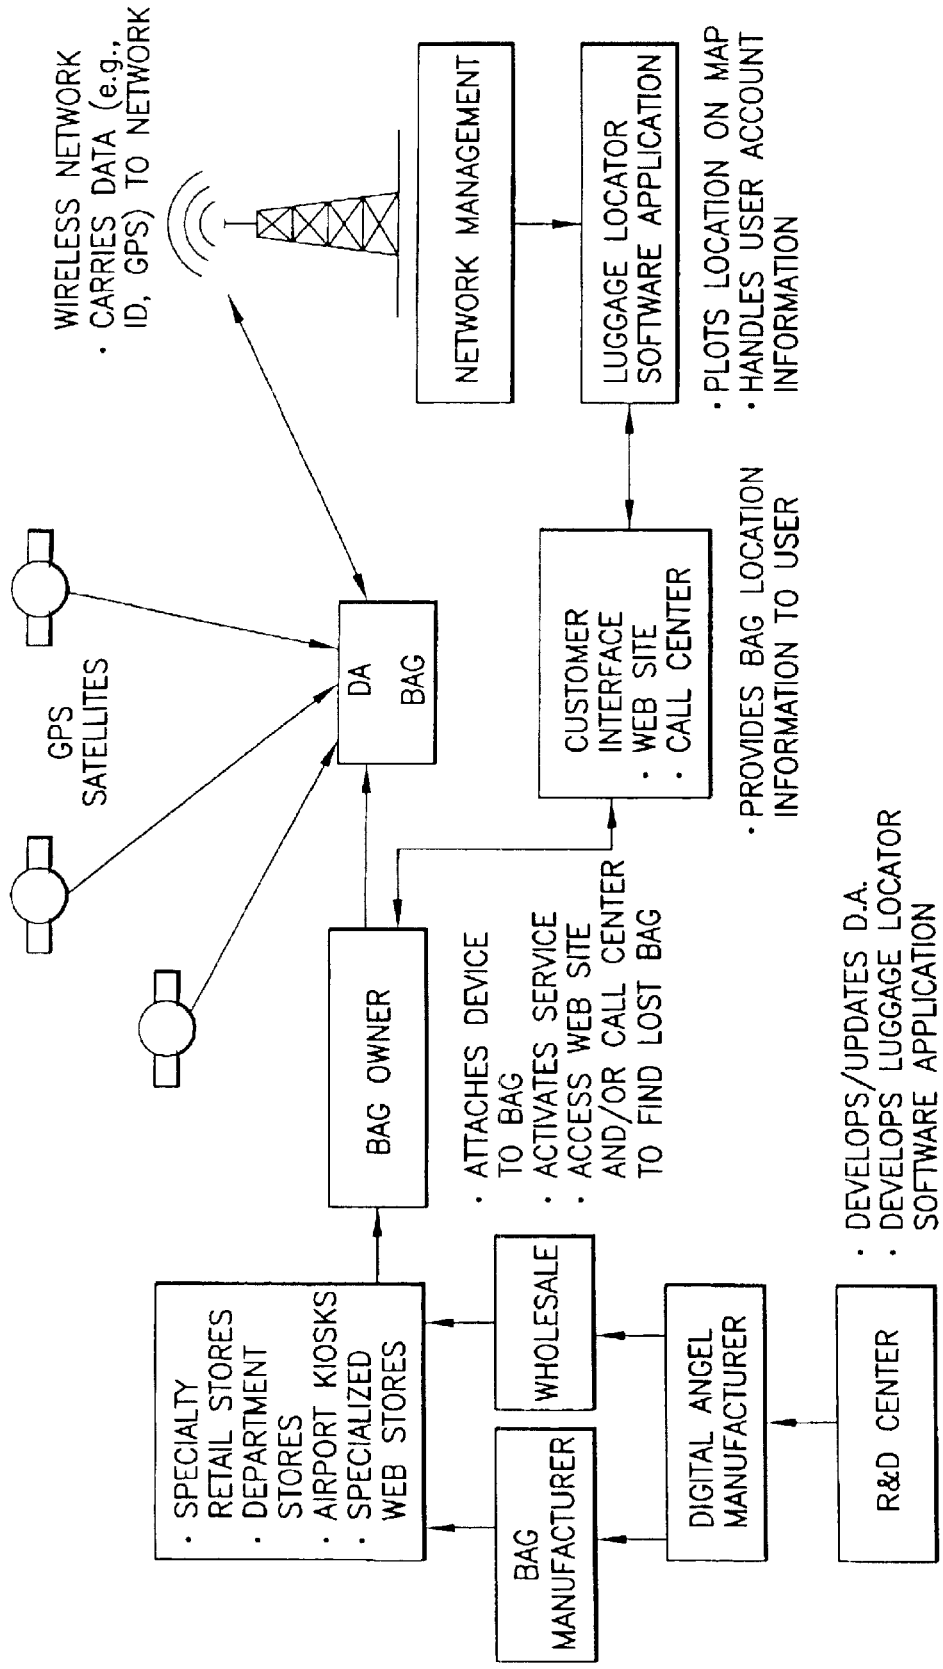 WIRELESS NETWORK
· CARRIES DATA (e.g.,
ID, GPS) TO NETWORK
GPS
SATELLITES
DA
BAG
NETWORK MANAGEMENT
LUGGAGE LOCATOR
SOFTWARE APPLICATION
· PLOTS LOCATION ON MAP
· HANDLES USER ACCOUNT
INFORMATION
CUSTOMER
INTERFACE
· WEB SITE
· CALL CENTER
· PROVIDES BAG LOCATION
INFORMATION TO USER
BAG OWNER
· ATTACHES DEVICE
TO BAG
· ACTIVATES SERVICE
· ACCESS WEB SITE
AND/OR CALL CENTER
TO FIND LOST BAG
· SPECIALTY
RETAIL STORES
· DEPARTMENT
STORES
· AIRPORT KIOSKS
· SPECIALIZED
WEB STORES
BAG
MANUFACTURER
WHOLESALE
DIGITAL ANGEL
MANUFACTURER
R&D CENTER
· DEVELOPS/UPDATES D.A.
· DEVELOPS LUGGAGE LOCATOR
SOFTWARE APPLICATION